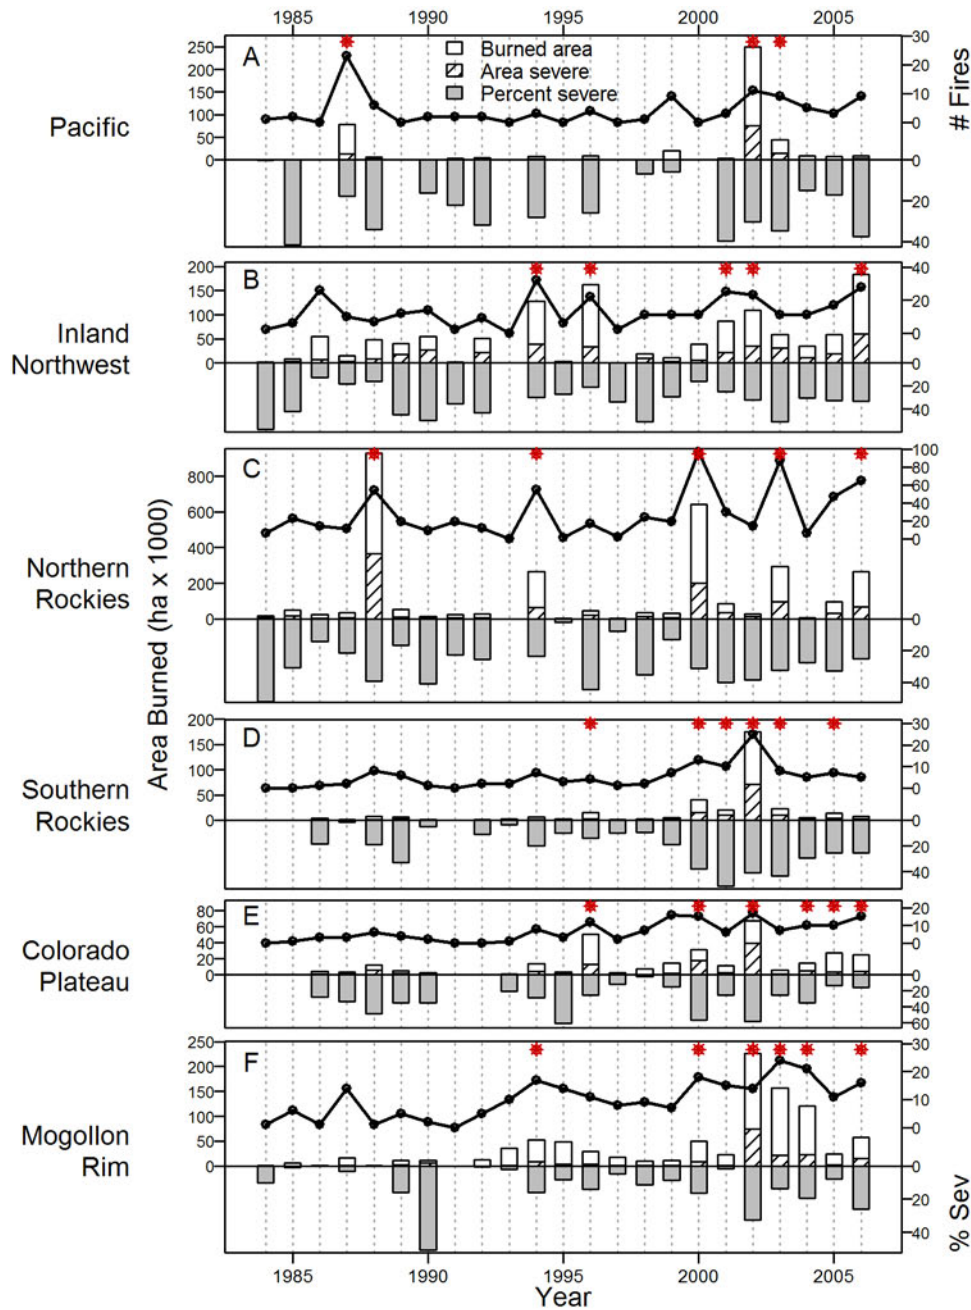 1985 1990 1995 2000 2005
A
Burned area
Area severe
Percent severe
Pacific
250
200
150
100
50
0
30
20
10
0
0
20
40
# Fires
B
Inland
Northwest
200
150
100
50
0
40
20
0
0
20
40
C
Northern
Rockies
800
600
400
200
0
100
80
60
40
20
0
0
20
40
Area Burned (ha x 1000)
D
Southern
Rockies
200
150
100
50
0
30
20
10
0
0
20
40
E
Colorado
Plateau
80
60
40
20
0
20
10
0
0
20
40
60
F
Mogollon
Rim
250
200
150
100
50
0
30
20
10
0
0
20
40
% Sev
1985 1990 1995 2000 2005
Year